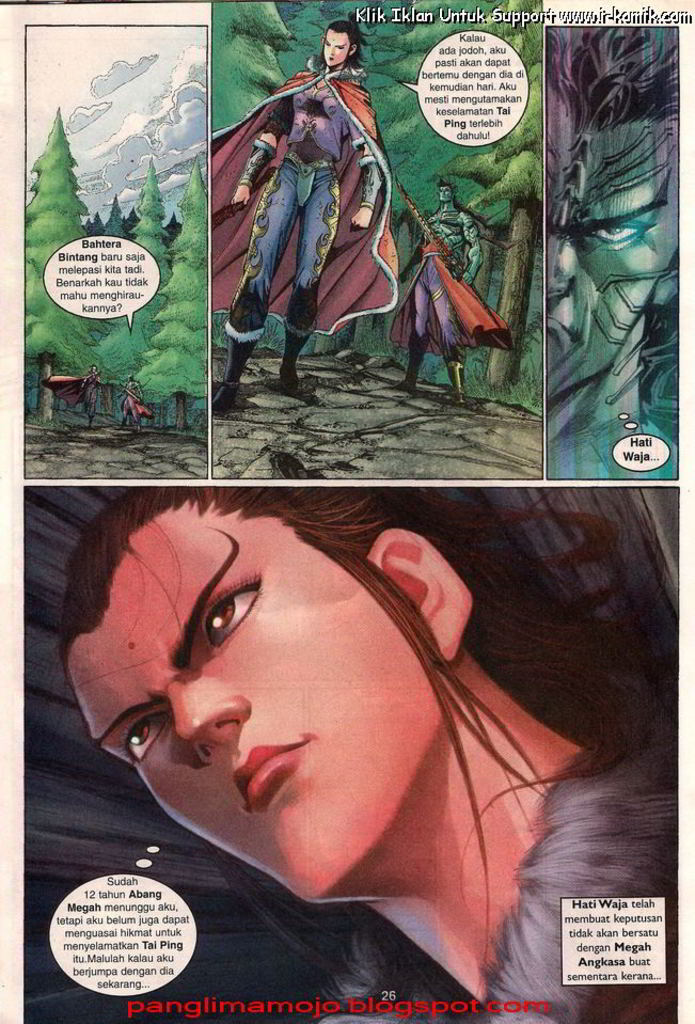 Klik Iklan Untuk Support www.ir-komik.com
Bahtera
Bintang baru saja
melepasi kita tadi.
Benarkah kau tidak
mahu menghirau-
kannya?
Kalau
ada jodoh, aku
pasti akan dapat
bertemu dengan dia di
kemudian hari. Aku
mesti mengutamakan
keselamatan Tai
Ping terlebih
dahulu!
Hati
Waja...
Sudah
12 tahun Abang
Megah menunggu aku,
tetapi aku belum juga dapat
menguasai hikmat untuk
menyelamatkan Tai Ping
itu.Malulah kalau aku
berjumpa dengan dia
sekarang...
Hati Waja telah
membuat keputusan
tidak akan bersatu
dengan Megah
Angkasa buat
sementara kerana...
26
panglimamojo.blogspot.com